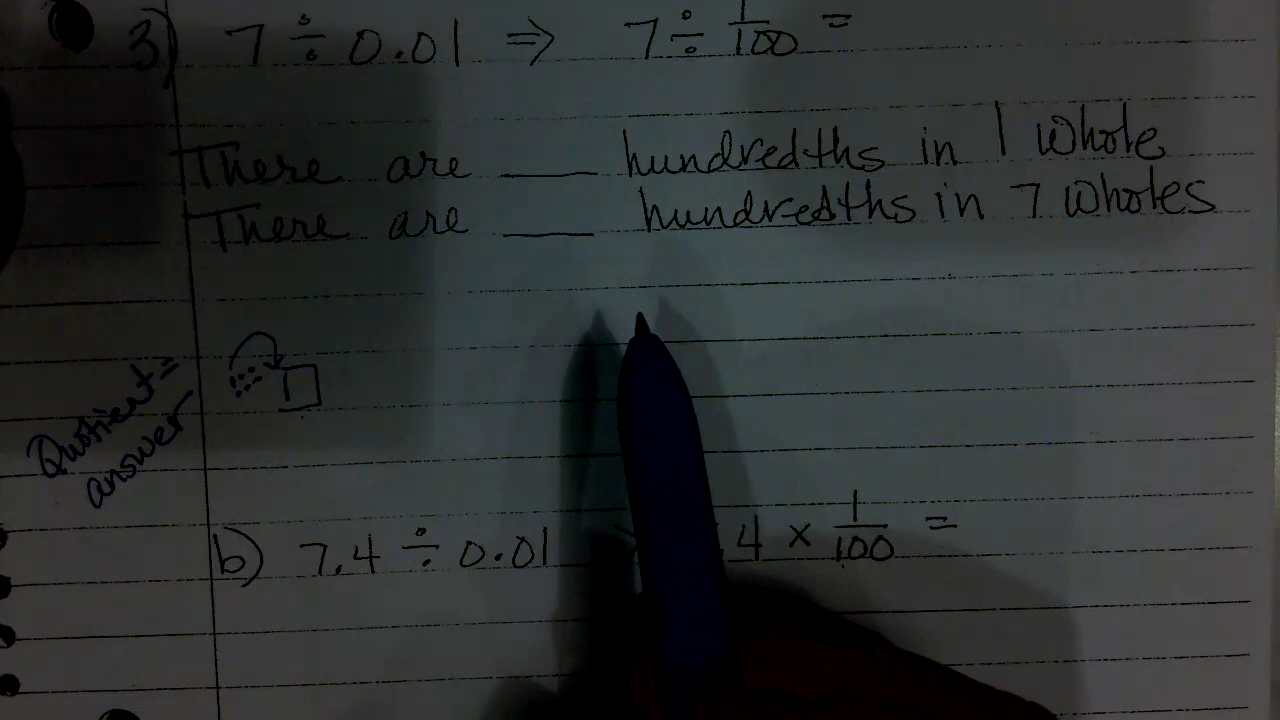 3) 7 ÷ 0.01 ⇒ 7 ÷ 1/100 =
There are ___ hundredths in 1 whole
There are ___ hundredths in 7 wholes
Quotient =
answer
b) 7.4 ÷ 0.01 .4 × 1/100 =